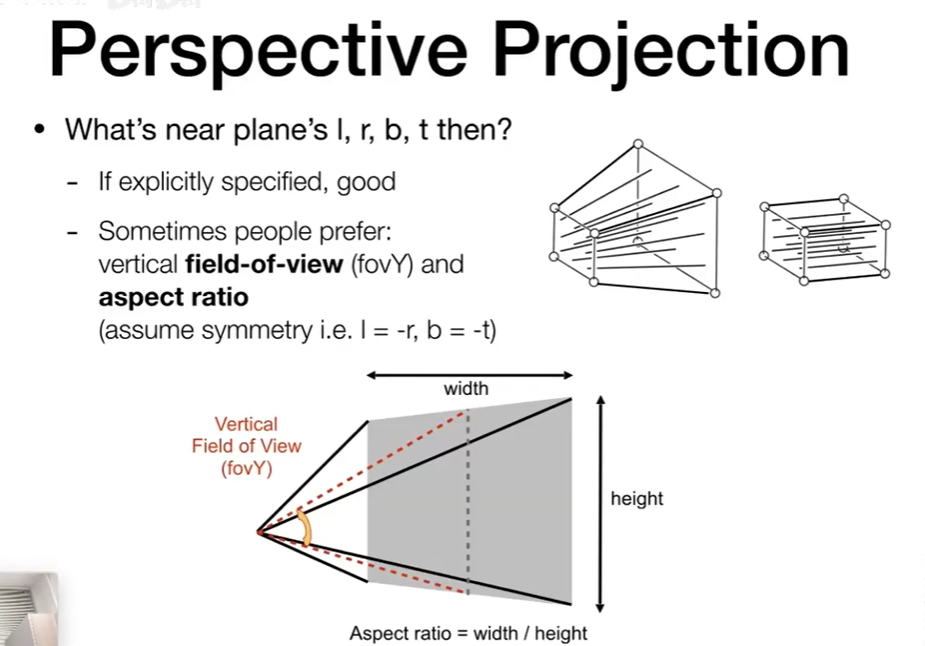 Perspective Projection
• What's near plane's l, r, b, t then?
- If explicitly specified, good
- Sometimes people prefer:
vertical field-of-view (fovY) and
aspect ratio
(assume symmetry i.e. l = -r, b = -t)
width
Vertical
Field of View
(fovY)
height
Aspect ratio = width / height